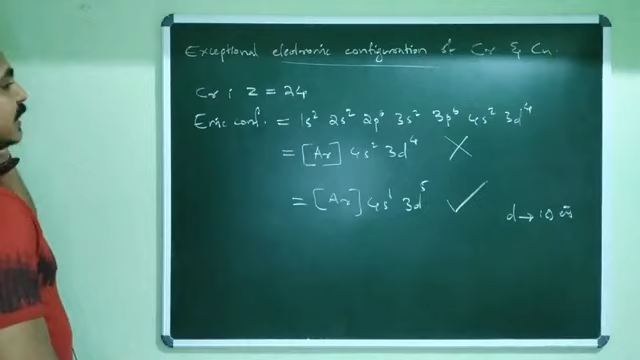 Exceptional electronic configuration of Cr & Cu.
Cr : Z = 24
Eᵐⁱᶜ conf. = 1s² 2s² 2p⁶ 3s² 3p⁶ 4s² 3d⁴
= [Ar] 4s² 3d⁴ ✗
= [Ar] 4s¹ 3d⁵ ✓
d → 10